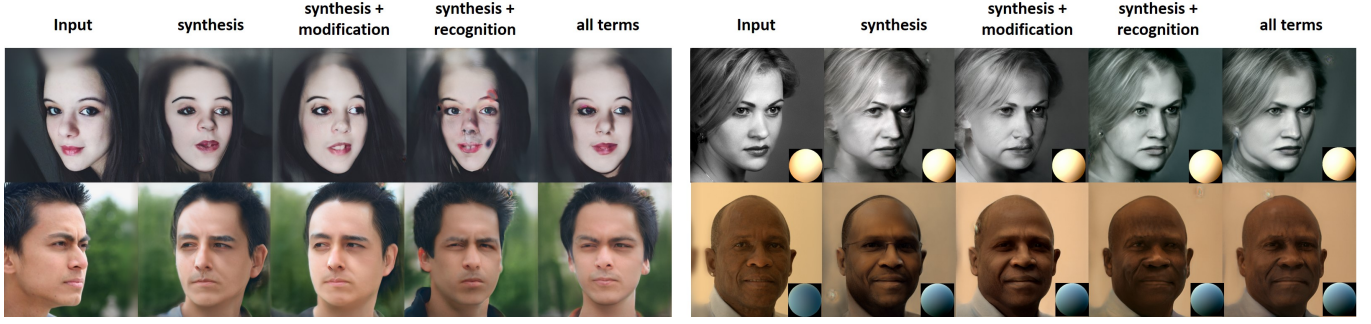 Input
synthesis
synthesis +
modification
synthesis +
recognition
all terms
Input
synthesis
synthesis +
modification
synthesis +
recognition
all terms